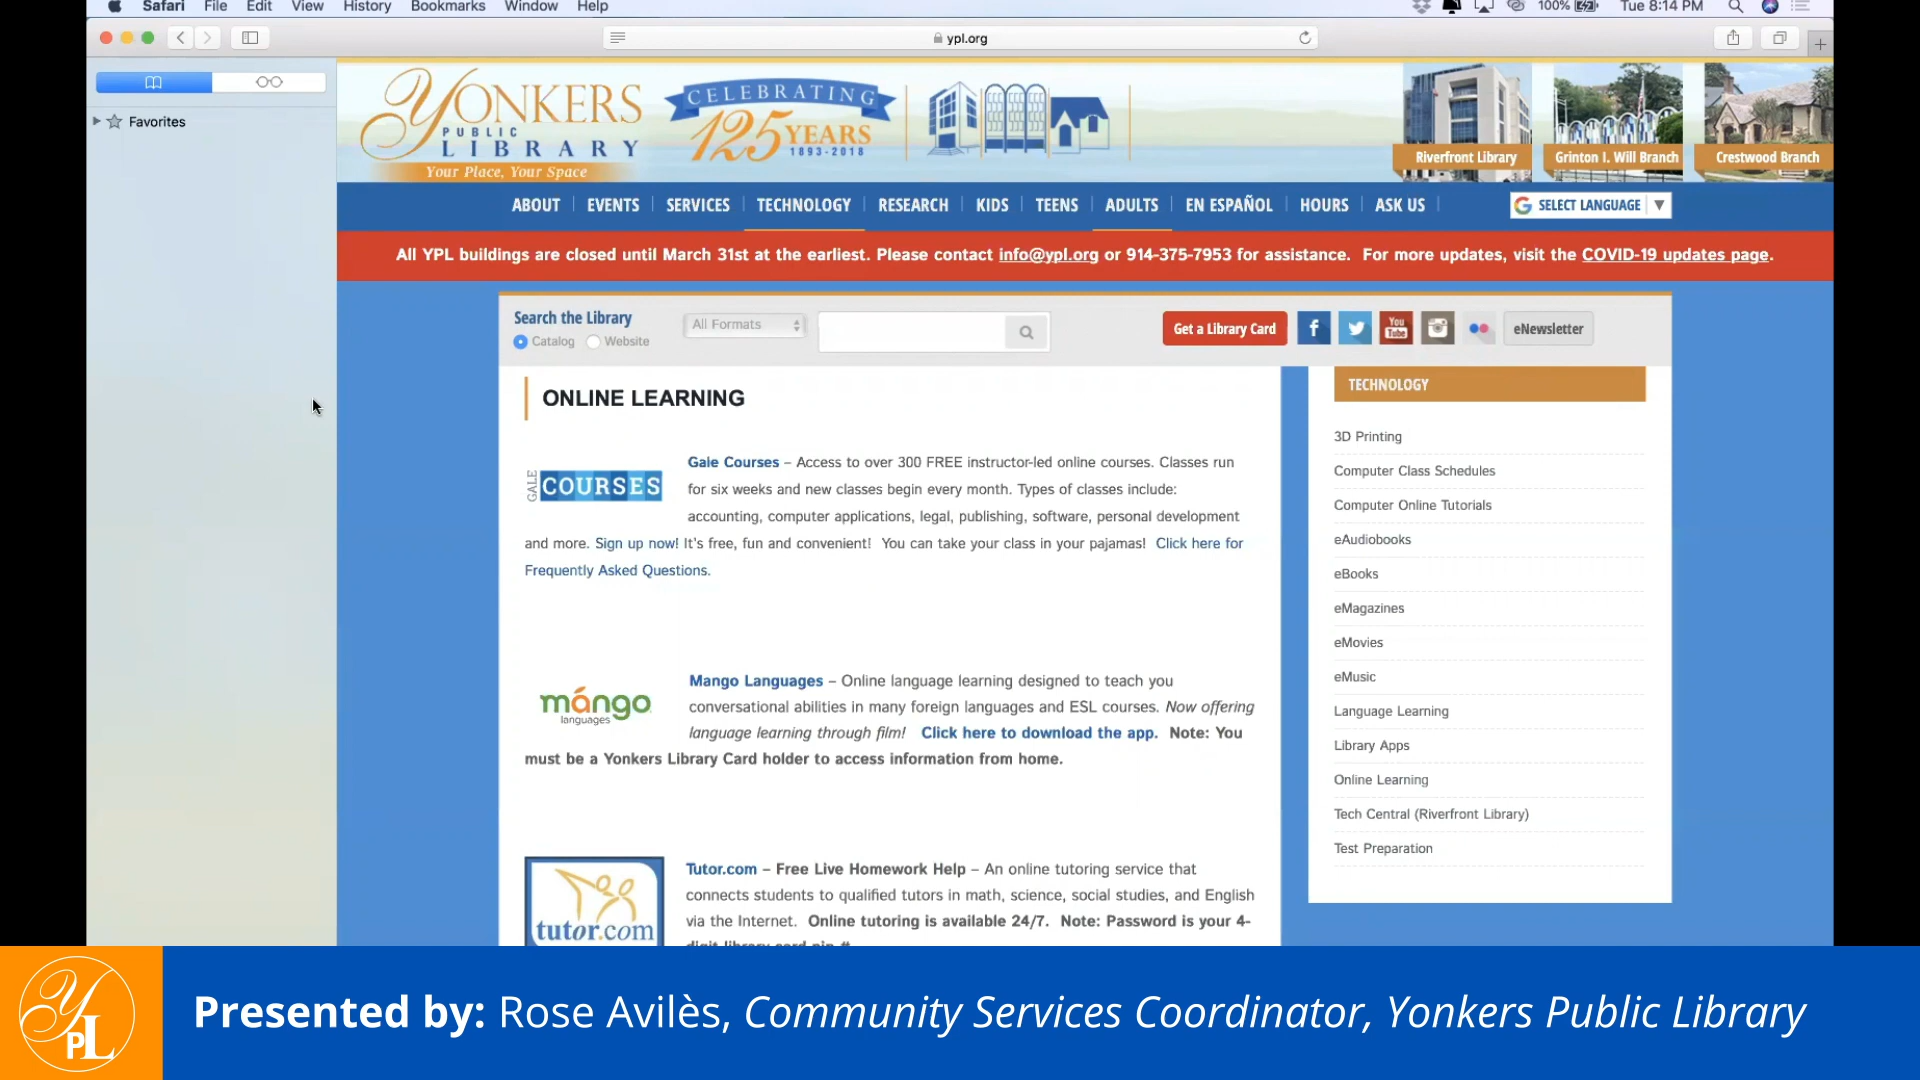 Safari File Edit View History Bookmarks Window Help 100% Tue 8:14 PM
ypl.org
Favorites
YONKERS
PUBLIC
LIBRARY
Your Place, Your Space
CELEBRATING
125 YEARS
1893-2018
Riverfront Library
Grinton I. Will Branch
Crestwood Branch
ABOUT EVENTS SERVICES TECHNOLOGY RESEARCH KIDS TEENS ADULTS EN ESPAÑOL HOURS ASK US SELECT LANGUAGE
All YPL buildings are closed until March 31st at the earliest. Please contact info@ypl.org or 914-375-7953 for assistance. For more updates, visit the COVID-19 updates page.
Search the Library
Catalog Website
All Formats
Get a Library Card
You Tube
eNewsletter
ONLINE LEARNING
GALE COURSES
Gale Courses – Access to over 300 FREE instructor-led online courses. Classes run
for six weeks and new classes begin every month. Types of classes include:
accounting, computer applications, legal, publishing, software, personal development
and more. Sign up now! It's free, fun and convenient! You can take your class in your pajamas! Click here for
Frequently Asked Questions.
mango
languages
Mango Languages – Online language learning designed to teach you
conversational abilities in many foreign languages and ESL courses. Now offering
language learning through film! Click here to download the app. Note: You
must be a Yonkers Library Card holder to access information from home.
tutor.com
Tutor.com – Free Live Homework Help – An online tutoring service that
connects students to qualified tutors in math, science, social studies, and English
via the Internet. Online tutoring is available 24/7. Note: Password is your 4-
digit library card pin #
TECHNOLOGY
3D Printing
Computer Class Schedules
Computer Online Tutorials
eAudiobooks
eBooks
eMagazines
eMovies
eMusic
Language Learning
Library Apps
Online Learning
Tech Central (Riverfront Library)
Test Preparation
YPL
Presented by: Rose Avilès, Community Services Coordinator, Yonkers Public Library